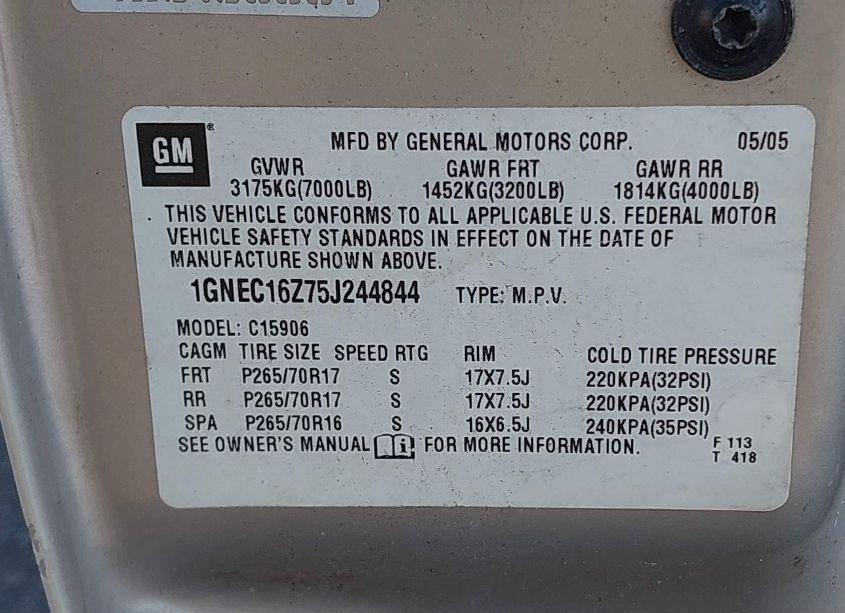 GM ®
MFD BY GENERAL MOTORS CORP. 05/05
GVWR GAWR FRT GAWR RR
3175KG(7000LB) 1452KG(3200LB) 1814KG(4000LB)
THIS VEHICLE CONFORMS TO ALL APPLICABLE U.S. FEDERAL MOTOR
VEHICLE SAFETY STANDARDS IN EFFECT ON THE DATE OF
MANUFACTURE SHOWN ABOVE.
1GNEC16Z75J244844 TYPE: M.P.V.
MODEL: C15906
CAGM TIRE SIZE SPEED RTG RIM COLD TIRE PRESSURE
FRT P265/70R17 S 17X7.5J 220KPA(32PSI)
RR P265/70R17 S 17X7.5J 220KPA(32PSI)
SPA P265/70R16 S 16X6.5J 240KPA(35PSI)
SEE OWNER'S MANUAL i FOR MORE INFORMATION. F 113
T 418